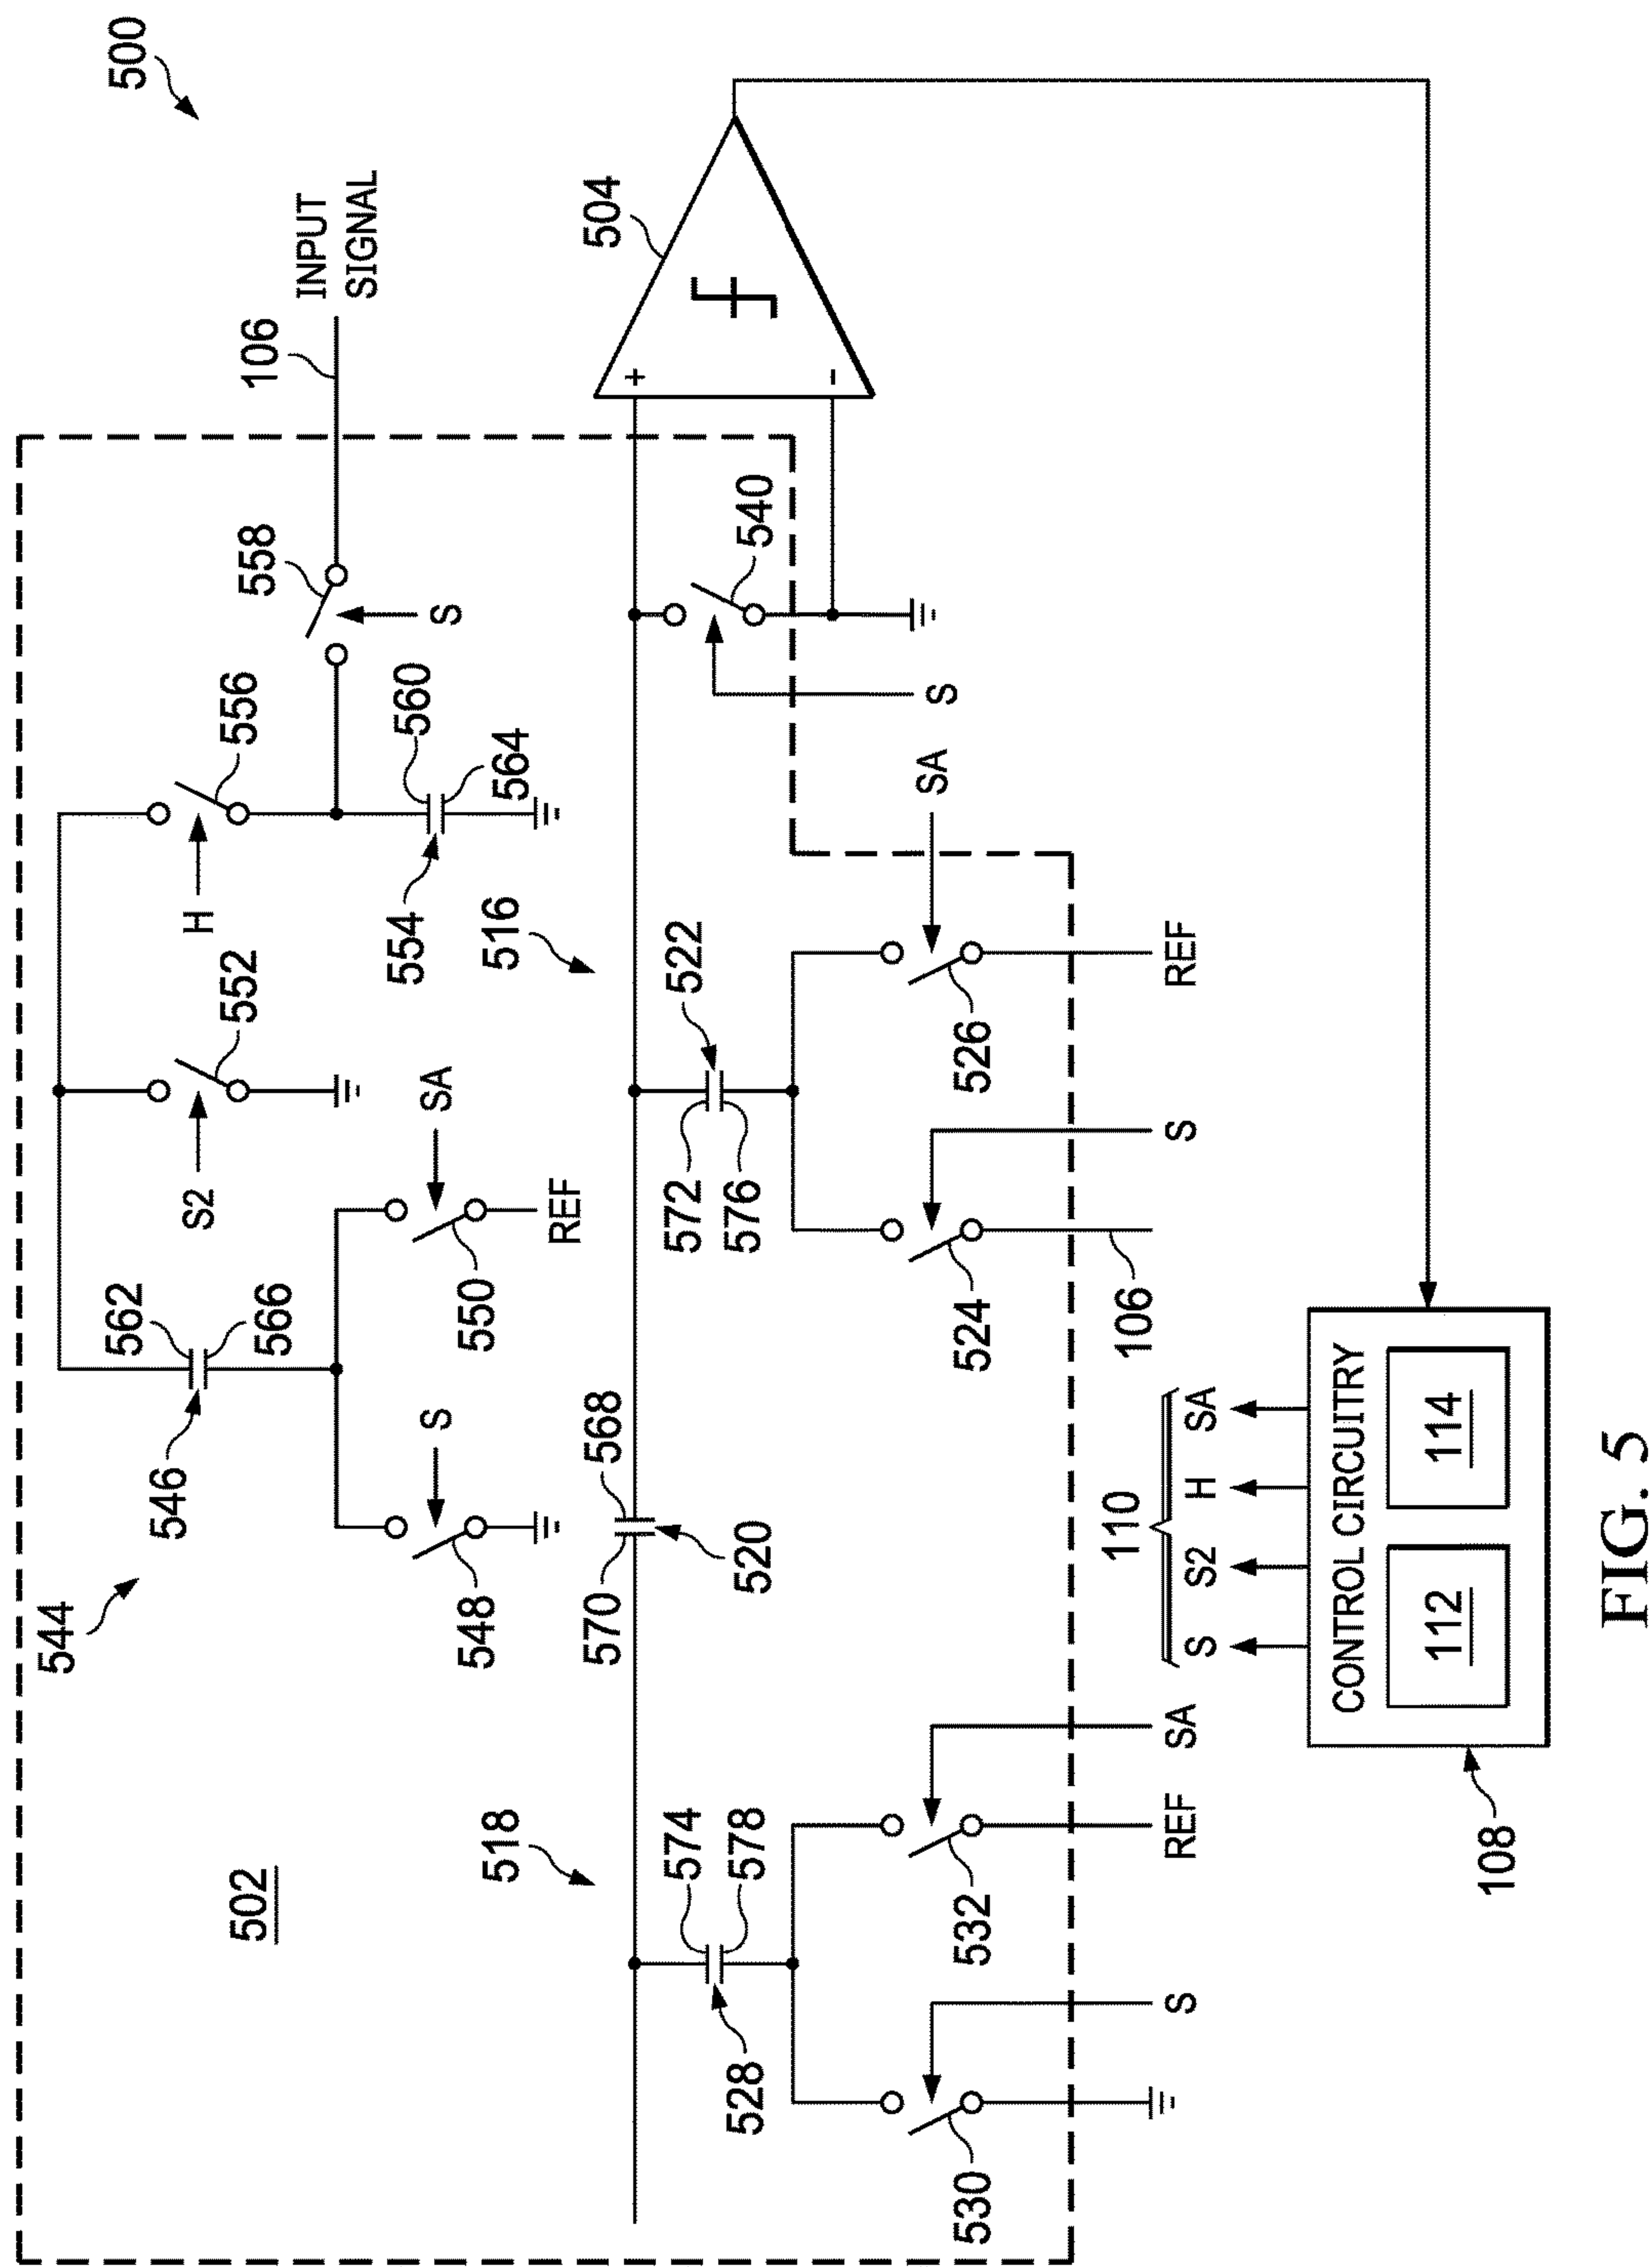 500
502
544
546
562
566
548
S
550
SA
REF
552
S2
556
H
554
560
564
558
S
106
INPUT
SIGNAL
518
528
574
578
530
S
532
SA
REF
570
568
520
516
522
572
576
524
S
106
526
SA
REF
540
S
504
+
-
110
S
S2
H
SA
CONTROL CIRCUITRY
112
114
108
FIG. 5